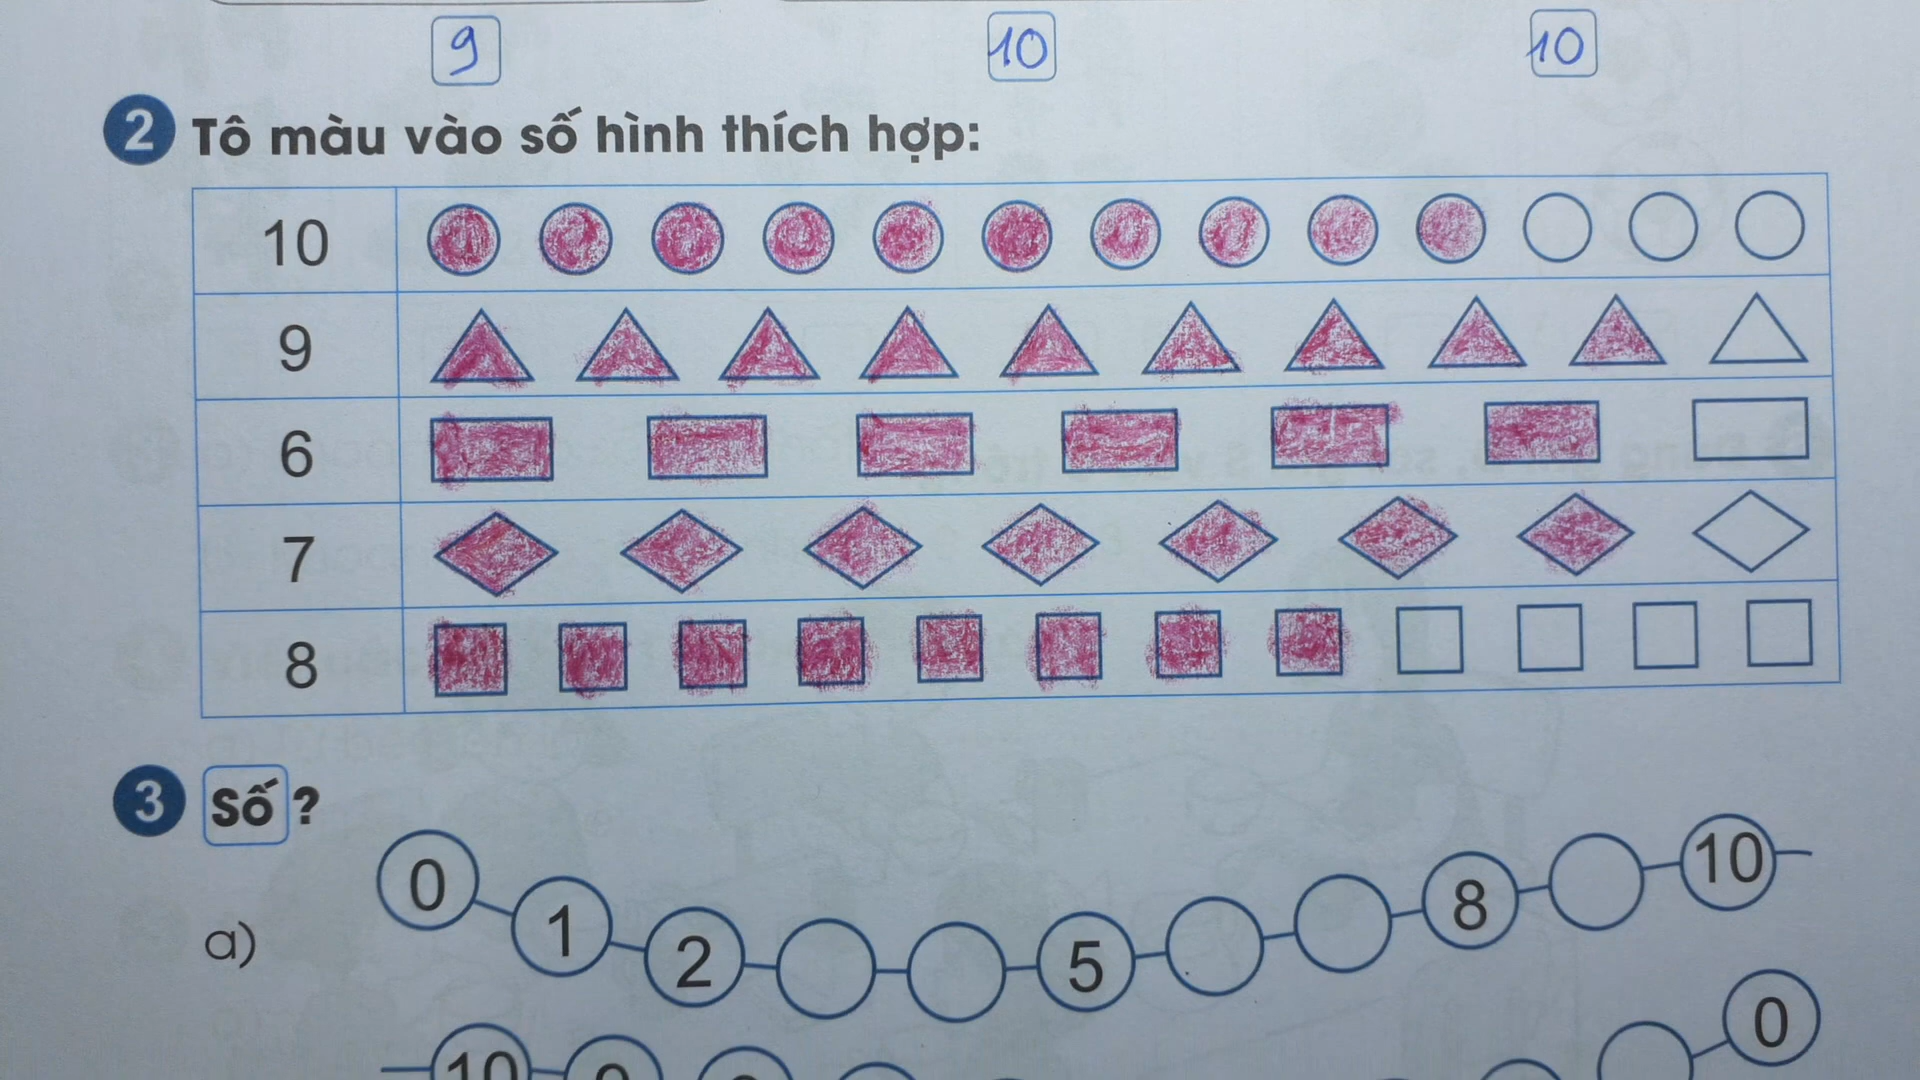 9 10 10
2 Tô màu vào số hình thích hợp:
10
9
6
7
8
3 Số ?
a) 0 1 2 5 8 10
10 0